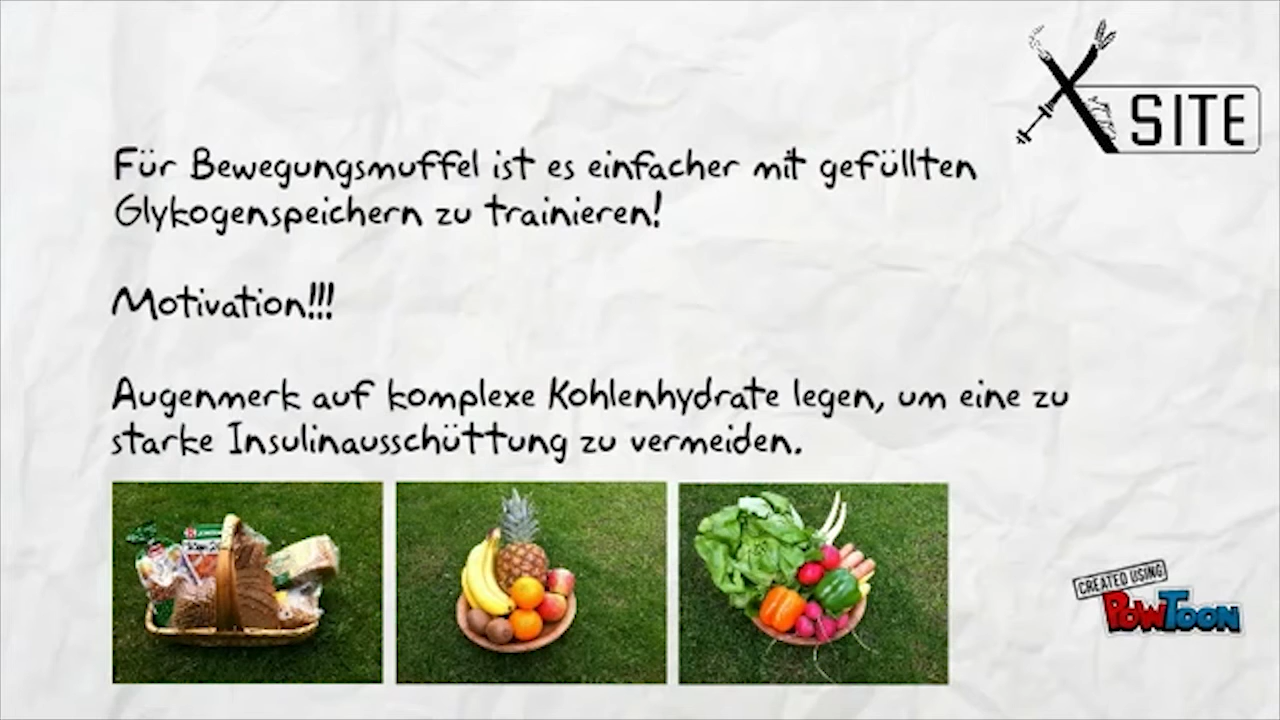 X SITE
Für Bewegungsmuffel ist es einfacher mit gefüllten
Glykogenspeichern zu trainieren!
Motivation!!!
Augenmerk auf komplexe Kohlenhydrate legen, um eine zu
starke Insulinausschüttung zu vermeiden.
CREATED USING
POWTOON